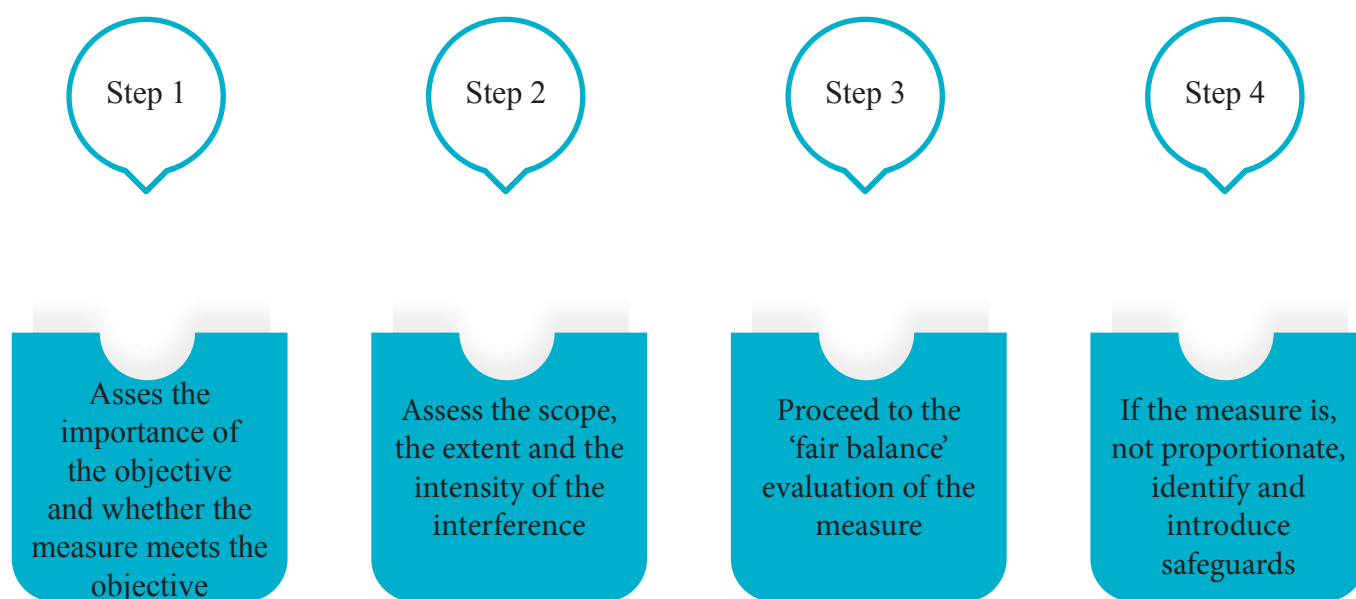 Step 1
Asses the
importance of
the objective
and whether the
measure meets the
objective
Step 2
Assess the scope,
the extent and the
intensity of the
interference
Step 3
Proceed to the
‘fair balance’
evaluation of the
measure
Step 4
If the measure is,
not proportionate,
identify and
introduce
safeguards